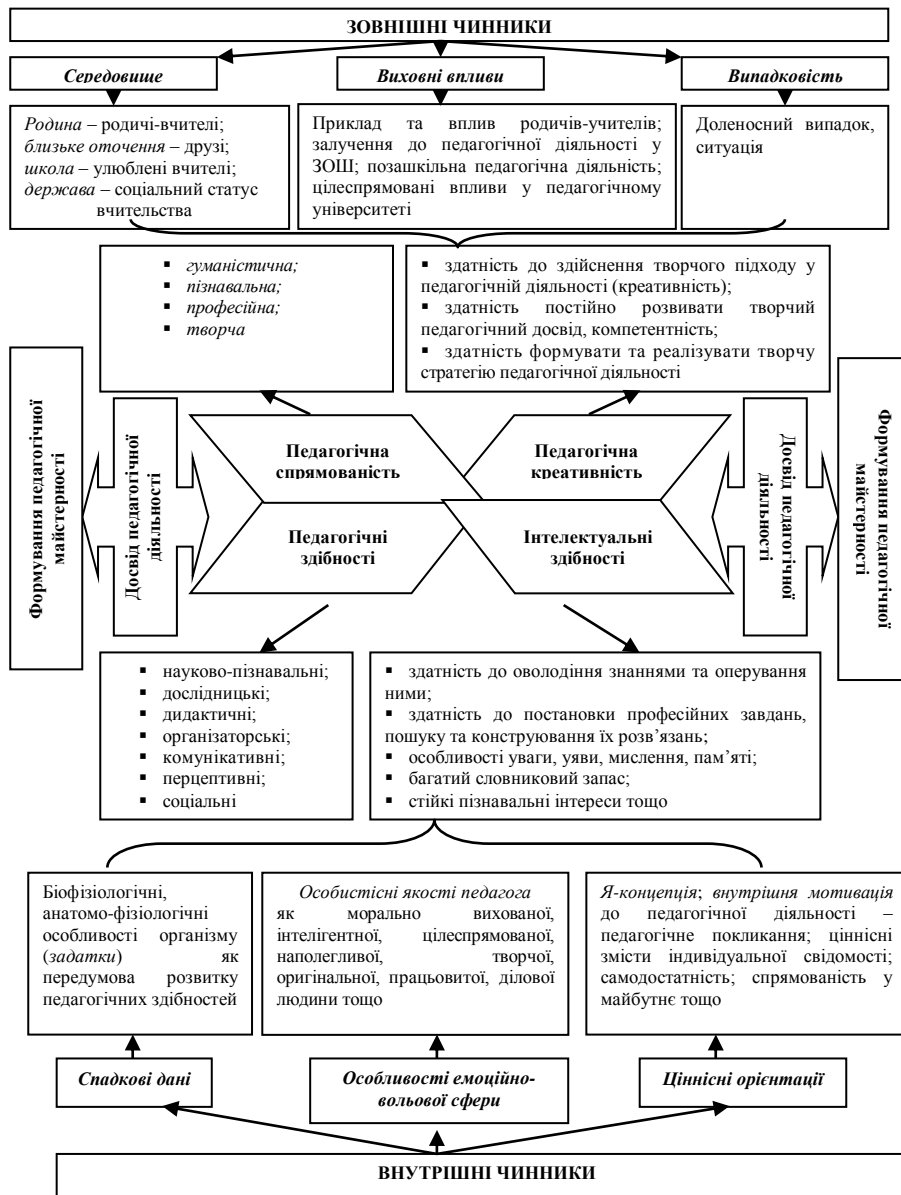 ЗОВНІШНІ ЧИННИКИ
Середовище
Виховні впливи
Випадковість
Родина – родичі-вчителі;
близьке оточення – друзі;
школа – улюблені вчителі;
держава – соціальний статус
вчительства
Приклад та вплив родичів-учителів;
залучення до педагогічної діяльності у
ЗОШ; позашкільна педагогічна діяльність;
цілеспрямовані впливи у педагогічному
університеті
Доленосний випадок,
ситуація
▪ гуманістична;
▪ пізнавальна;
▪ професійна;
▪ творча
▪ здатність до здійснення творчого підходу у
педагогічній діяльності (креативність);
▪ здатність постійно розвивати творчий
педагогічний досвід, компетентність;
▪ здатність формувати та реалізувати творчу
стратегію педагогічної діяльності
Формування педагогічної
майстерності
Досвід педагогічної
діяльності
Педагогічна
спрямованість
Педагогічна
креативність
Педагогічні
здібності
Інтелектуальні
здібності
Досвід педагогічної
діяльності
Формування педагогічної
майстерності
▪ науково-пізнавальні;
▪ дослідницькі;
▪ дидактичні;
▪ організаторські;
▪ комунікативні;
▪ перцептивні;
▪ соціальні
▪ здатність до оволодіння знаннями та оперування
ними;
▪ здатність до постановки професійних завдань,
пошуку та конструювання їх розв’язань;
▪ особливості уваги, уяви, мислення, пам’яті;
▪ багатий словниковий запас;
▪ стійкі пізнавальні інтереси тощо
Біофізіологічні,
анатомо-фізіологічні
особливості організму
(задатки) як
передумова розвитку
педагогічних здібностей
Особистісні якості педагога
як морально вихованої,
інтелігентної, цілеспрямованої,
наполегливої, творчої,
оригінальної, працьовитої, ділової
людини тощо
Я-концепція; внутрішня мотивація
до педагогічної діяльності –
педагогічне покликання; ціннісні
змісти індивідуальної свідомості;
самодостатність; спрямованість у
майбутнє тощо
Спадкові дані
Особливості емоційно-
вольової сфери
Ціннісні орієнтації
ВНУТРІШНІ ЧИННИКИ